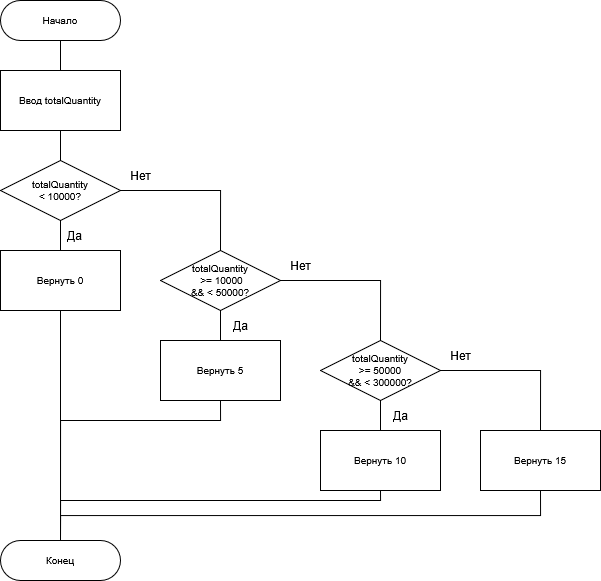 Начало
Ввод totalQuantity
totalQuantity
< 10000?
Нет
Да
Вернуть 0
totalQuantity
>= 10000
&& < 50000?
Нет
Да
Вернуть 5
totalQuantity
>= 50000
&& < 300000?
Нет
Да
Вернуть 10
Вернуть 15
Конец